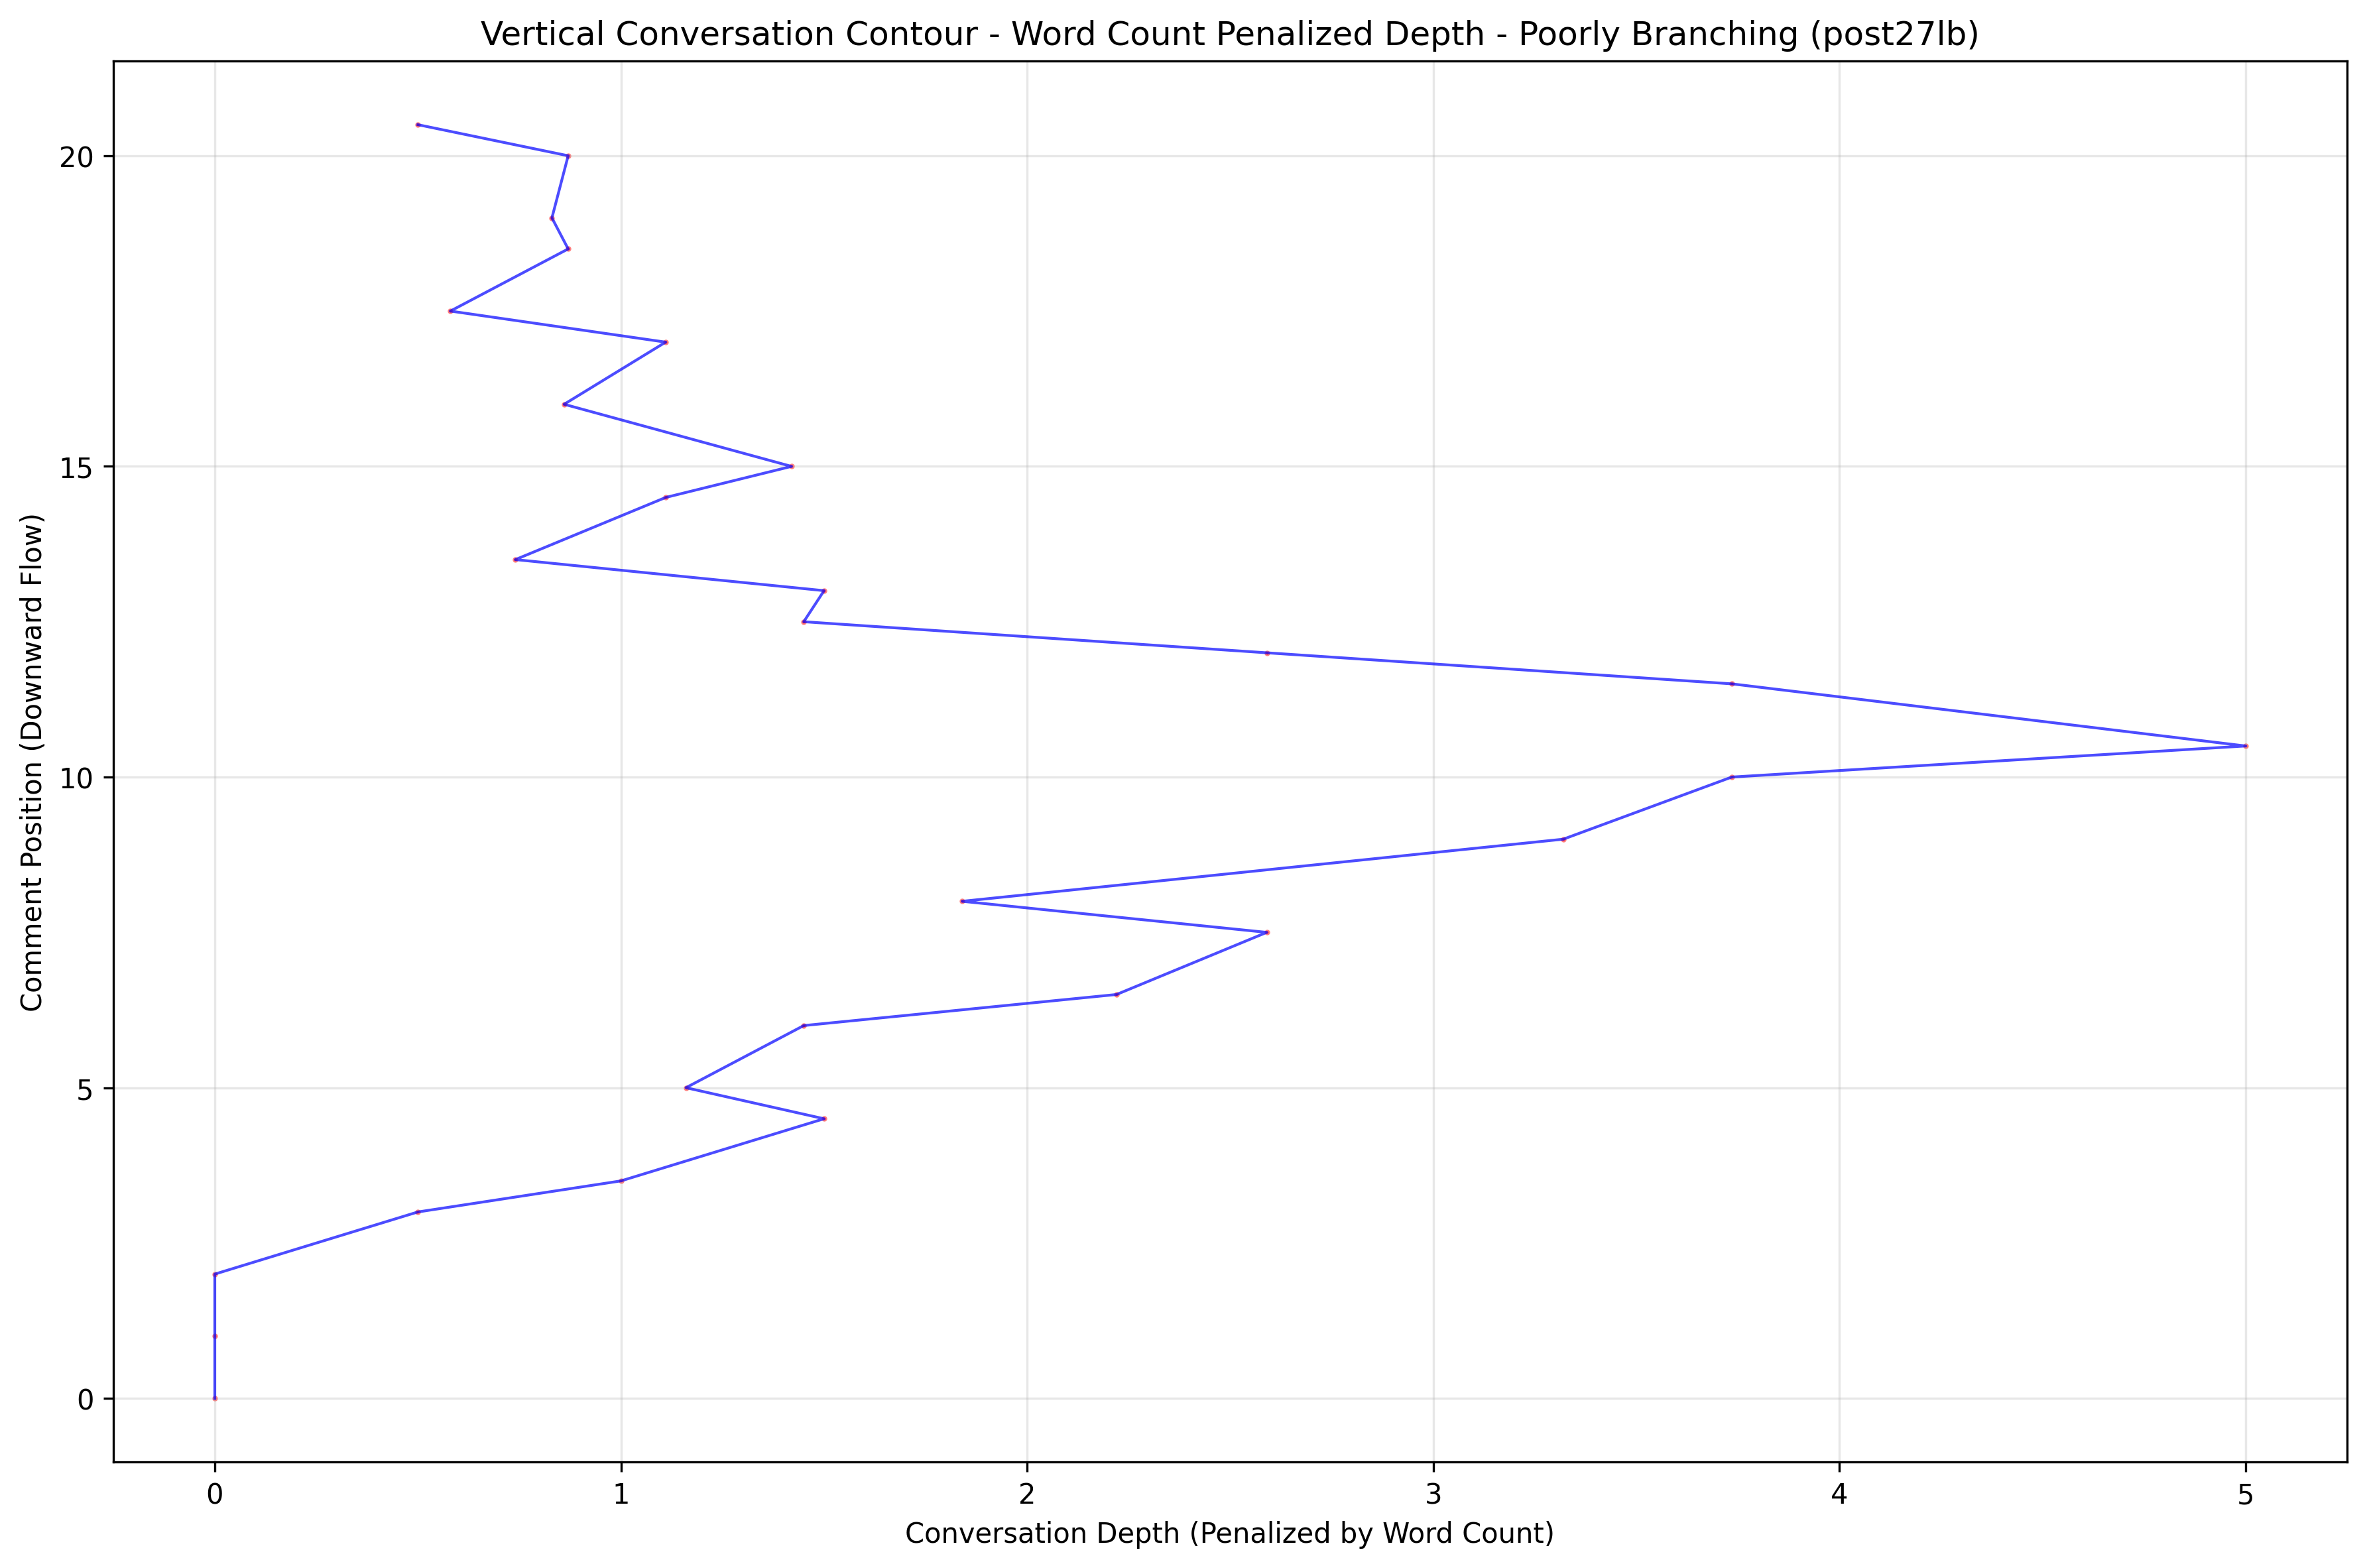 Vertical Conversation Contour - Word Count Penalized Depth - Poorly Branching (post27lb)
Comment Position (Downward Flow)
20
15
10
5
0
0 1 2 3 4 5
Conversation Depth (Penalized by Word Count)